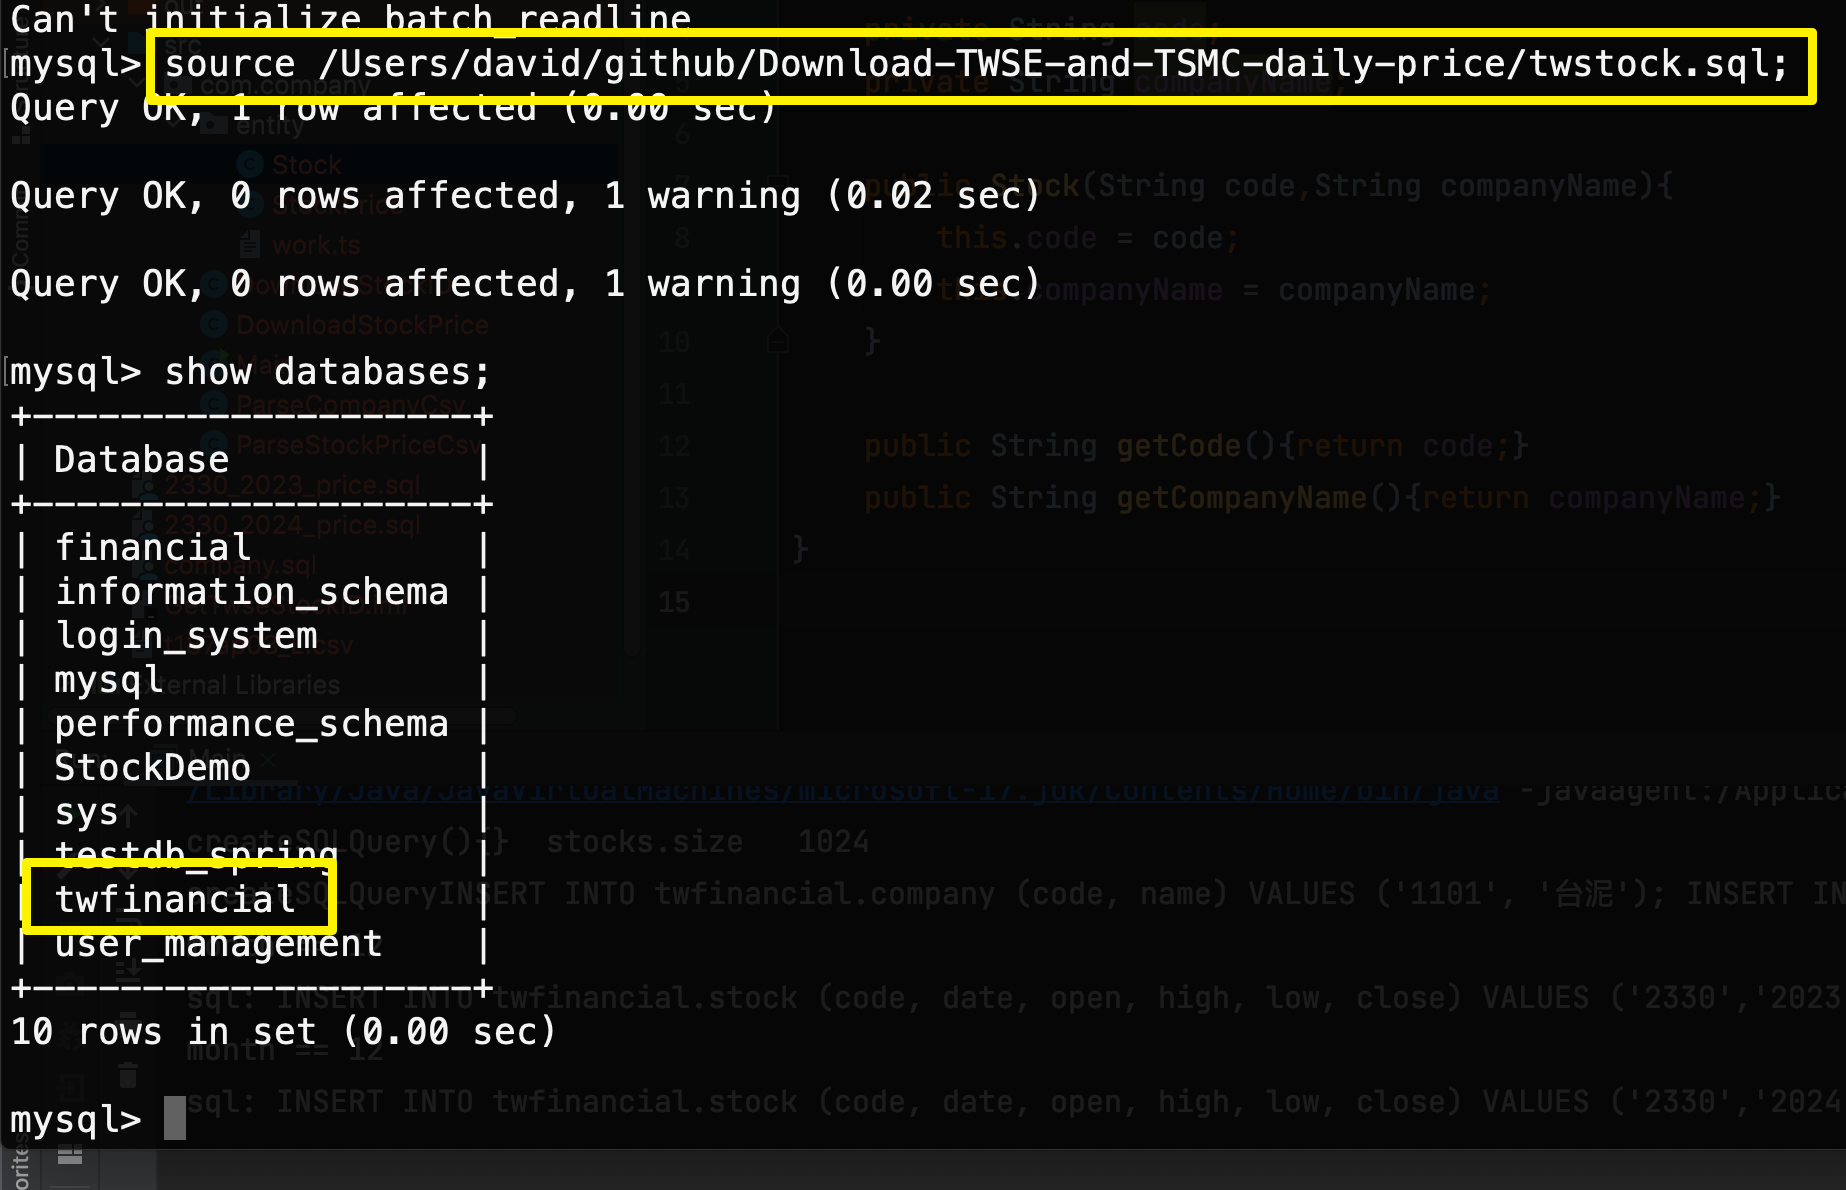 Can't initialize batch_readline
mysql> source /Users/david/github/Download-TWSE-and-TSMC-daily-price/twstock.sql;
Query OK, 1 row affected (0.00 sec)
Query OK, 0 rows affected, 1 warning (0.02 sec)
Query OK, 0 rows affected, 1 warning (0.00 sec)
mysql> show databases;
+--------------------+
| Database           |
+--------------------+
| financial          |
| information_schema |
| login_system       |
| mysql              |
| performance_schema |
| StockDemo          |
| sys                |
| testdb_spring      |
| twfinancial        |
| user_management    |
+--------------------+
10 rows in set (0.00 sec)
mysql>
src
com.company
entity
Stock
StockPrice
work.ts
DownloadStockPrice
ParseCompanyCsv
ParseStockPriceCsv
2330_2023_price.sql
2330_2024_price.sql
company.sql
External Libraries
private String code;
private String companyName;
6
public Stock(String code,String companyName){
8 this.code = code;
this.companyName = companyName;
10 }
11
12 public String getCode(){return code;}
13 public String getCompanyName(){return companyName;}
14 }
15
Main
/Library/Java/JavaVirtualMachines/microsoft-17.jdk/Contents/Home/bin/java -javaagent:/Applica
createSQLQuery(){} stocks.size 1024
createSQLQueryINSERT INTO twfinancial.company (code, name) VALUES ('1101', '台泥'); INSERT IN
sql: INSERT INTO twfinancial.stock (code, date, open, high, low, close) VALUES ('2330','2023
month == 12
sql: INSERT INTO twfinancial.stock (code, date, open, high, low, close) VALUES ('2330','2024